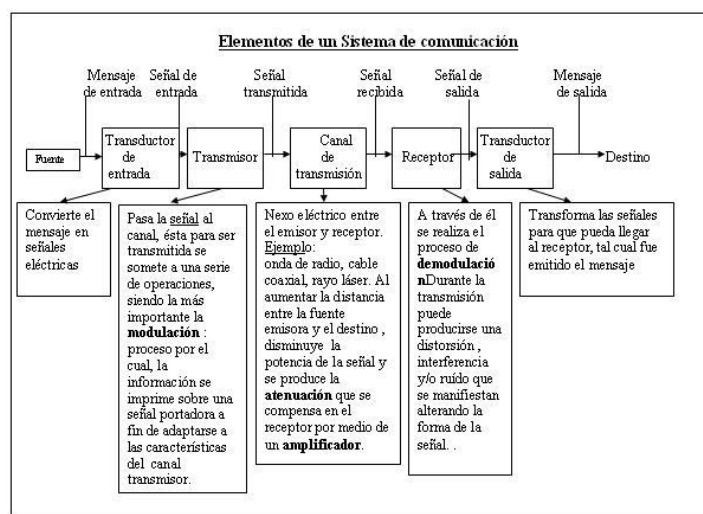 Elementos de un Sistema de comunicación
Mensaje
de entrada
Señal de
entrada
Señal
transmitida
Señal
recibida
Señal de
salida
Mensaje
de salida
Fuente
Transductor
de
entrada
Transmisor
Canal
de
transmisión
Receptor
Transductor
de
salida
Destino
Convierte el
mensaje en
señales
eléctricas
Pasa la señal al
canal, ésta para ser
transmitida se
somete a una serie
de operaciones,
siendo la más
importante la
modulación :
proceso por el
cual, la
información se
imprime sobre una
señal portadora a
fin de adaptarse a
las características
del canal
transmisor.
Nexo eléctrico entre
el emisor y receptor.
Ejemplo:
onda de radio, cable
coaxial, rayo láser. Al
aumentar la distancia
entre la fuente
emisora y el destino ,
disminuye la
potencia de la señal y
se produce la
atenuación que se
compensa en el
receptor por medio de
un amplificador.
A través de él
se realiza el
proceso de
demodulació
nDurante la
transmisión
puede
producirse una
distorsión ,
interferencia
y/o ruído que
se manifiestan
alterando la
forma de la
señal. .
Transforma las señales
para que pueda llegar
al receptor, tal cual fue
emitido el mensaje